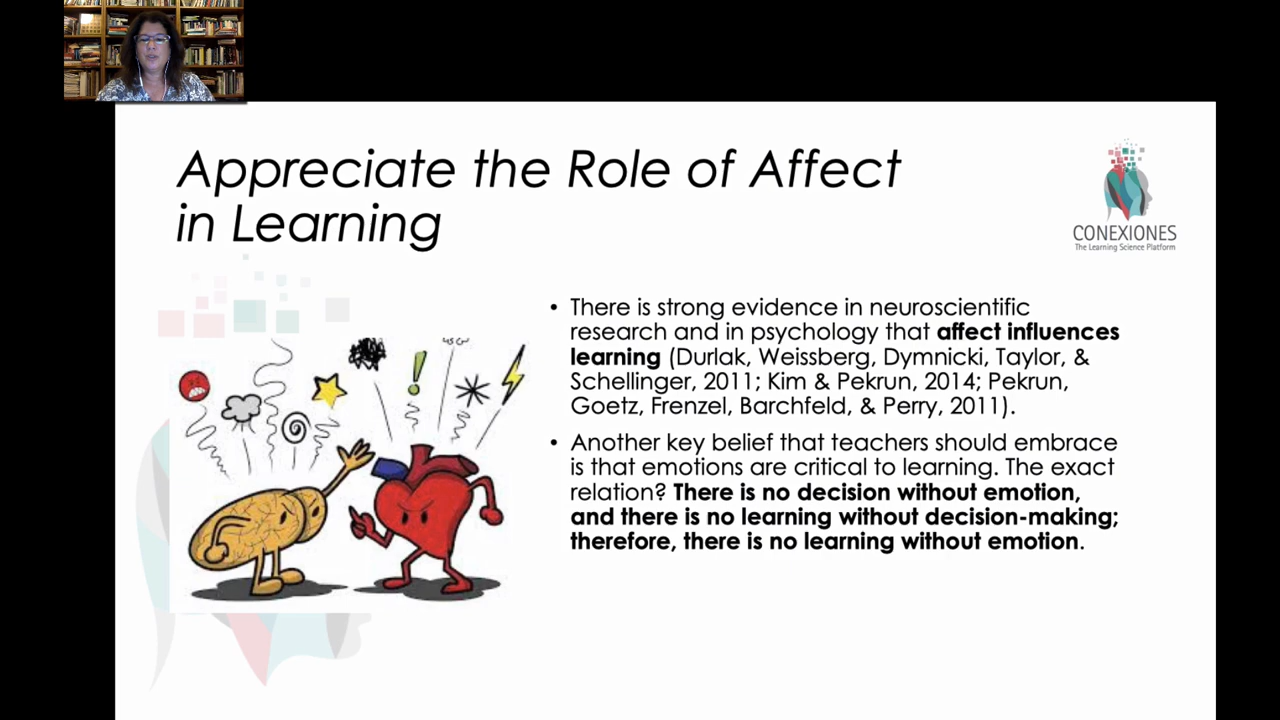 Appreciate the Role of Affect
in Learning
CONEXIONES
The Learning Science Platform
• There is strong evidence in neuroscientific
research and in psychology that affect influences
learning (Durlak, Weissberg, Dymnicki, Taylor, &
Schellinger, 2011; Kim & Pekrun, 2014; Pekrun,
Goetz, Frenzel, Barchfeld, & Perry, 2011).
• Another key belief that teachers should embrace
is that emotions are critical to learning. The exact
relation? There is no decision without emotion,
and there is no learning without decision-making;
therefore, there is no learning without emotion.